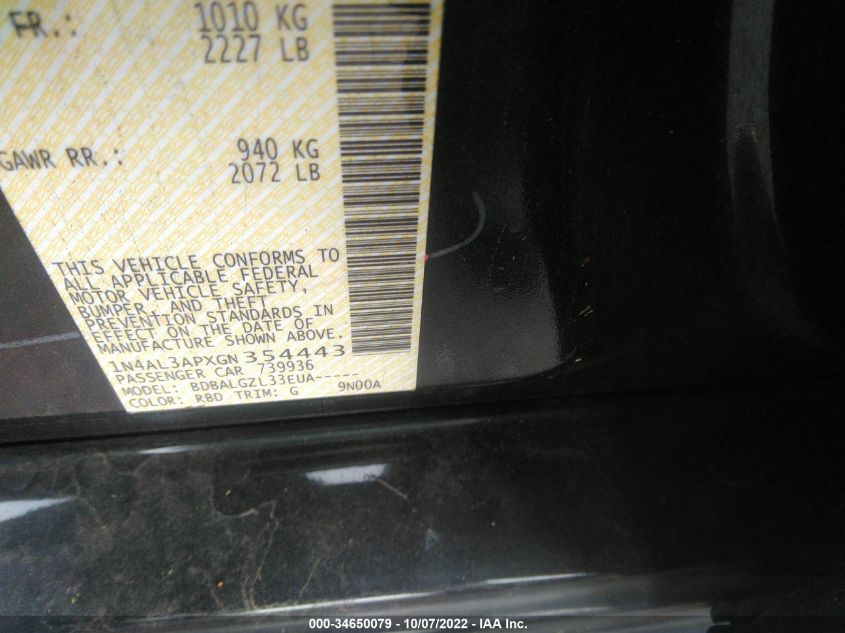 FR.: 1010 KG
2227 LB
GAWR RR.: 940 KG
2072 LB
THIS VEHICLE CONFORMS TO
ALL APPLICABLE FEDERAL
MOTOR VEHICLE SAFETY,
BUMPER, AND THEFT
PREVENTION STANDARDS IN
EFFECT ON THE DATE OF
MANUFACTURE SHOWN ABOVE.
1N4AL3APXGN354443
PASSENGER CAR 739936
MODEL: BDBALGZL33EUA-----
COLOR: RBD TRIM: G 9N00A
000-34650079 - 10/07/2022 - IAA Inc.